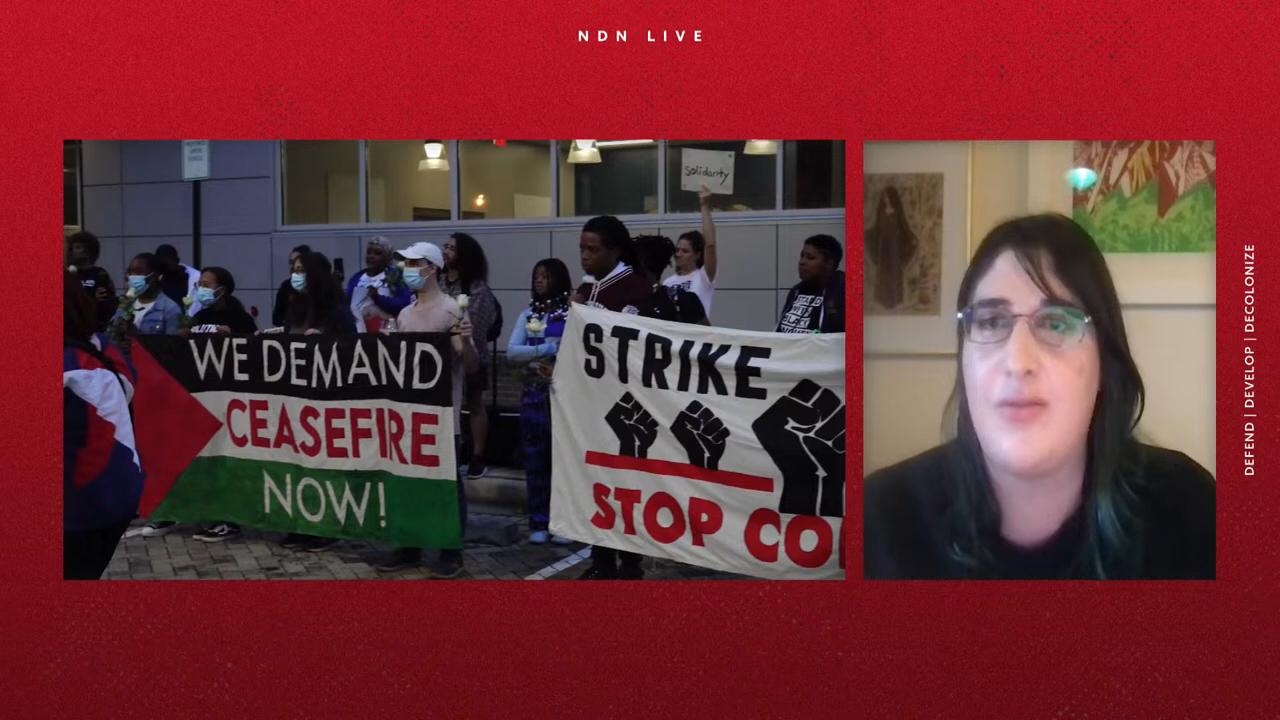 NDN LIVE
Solidarity
WE DEMAND
CEASEFIRE
NOW!
STRIKE
STOP CO
DEFEND | DEVELOP | DECOLONIZE